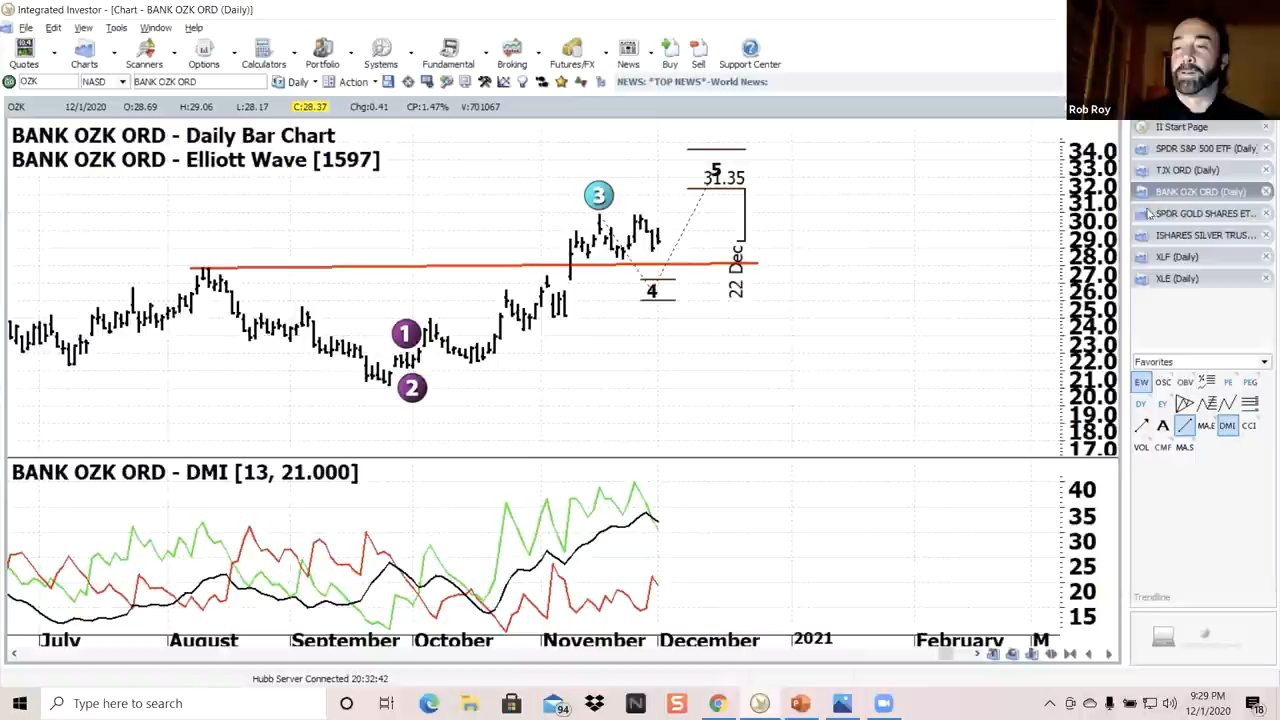 Integrated Investor - [Chart - BANK OZK ORD (Daily)]
File Edit View Tools Window Help
Quotes Charts Scanners Options Calculators Portfolio Systems Fundamental Broking Futures/FX News Buy Sell Support Center
OZK NASD BANK OZK ORD Daily Action NEWS: *TOP NEWS*-World News:
OZK 12/1/2020 O:28.69 H:29.06 L:28.17 C:28.37 Chg:0.41 CP:1.47% V:701067
Rob Roy
BANK OZK ORD - Daily Bar Chart
BANK OZK ORD - Elliott Wave [1597]
5
31.35
3
22 Dec
4
1
2
34.0
33.0
32.0
31.0
30.0
29.0
28.0
27.0
26.0
25.0
24.0
23.0
22.0
21.0
20.0
19.0
18.0
17.0
BANK OZK ORD - DMI [13, 21.000]
40
35
30
25
20
15
July August September October November December 2021 February M
II Start Page
SPDR S&P 500 ETF (Daily)
TJX ORD (Daily)
BANK OZK ORD (Daily)
SPDR GOLD SHARES ET...
ISHARES SILVER TRUS...
XLF (Daily)
XLE (Daily)
Favorites
EW OSC OBV PE PEG
DY EY
A MA.E DMI CCI
VOL CMF MA.S
Trendline
Hubb Server Connected 20:32:42
Type here to search
94
9:29 PM
12/1/2020
18